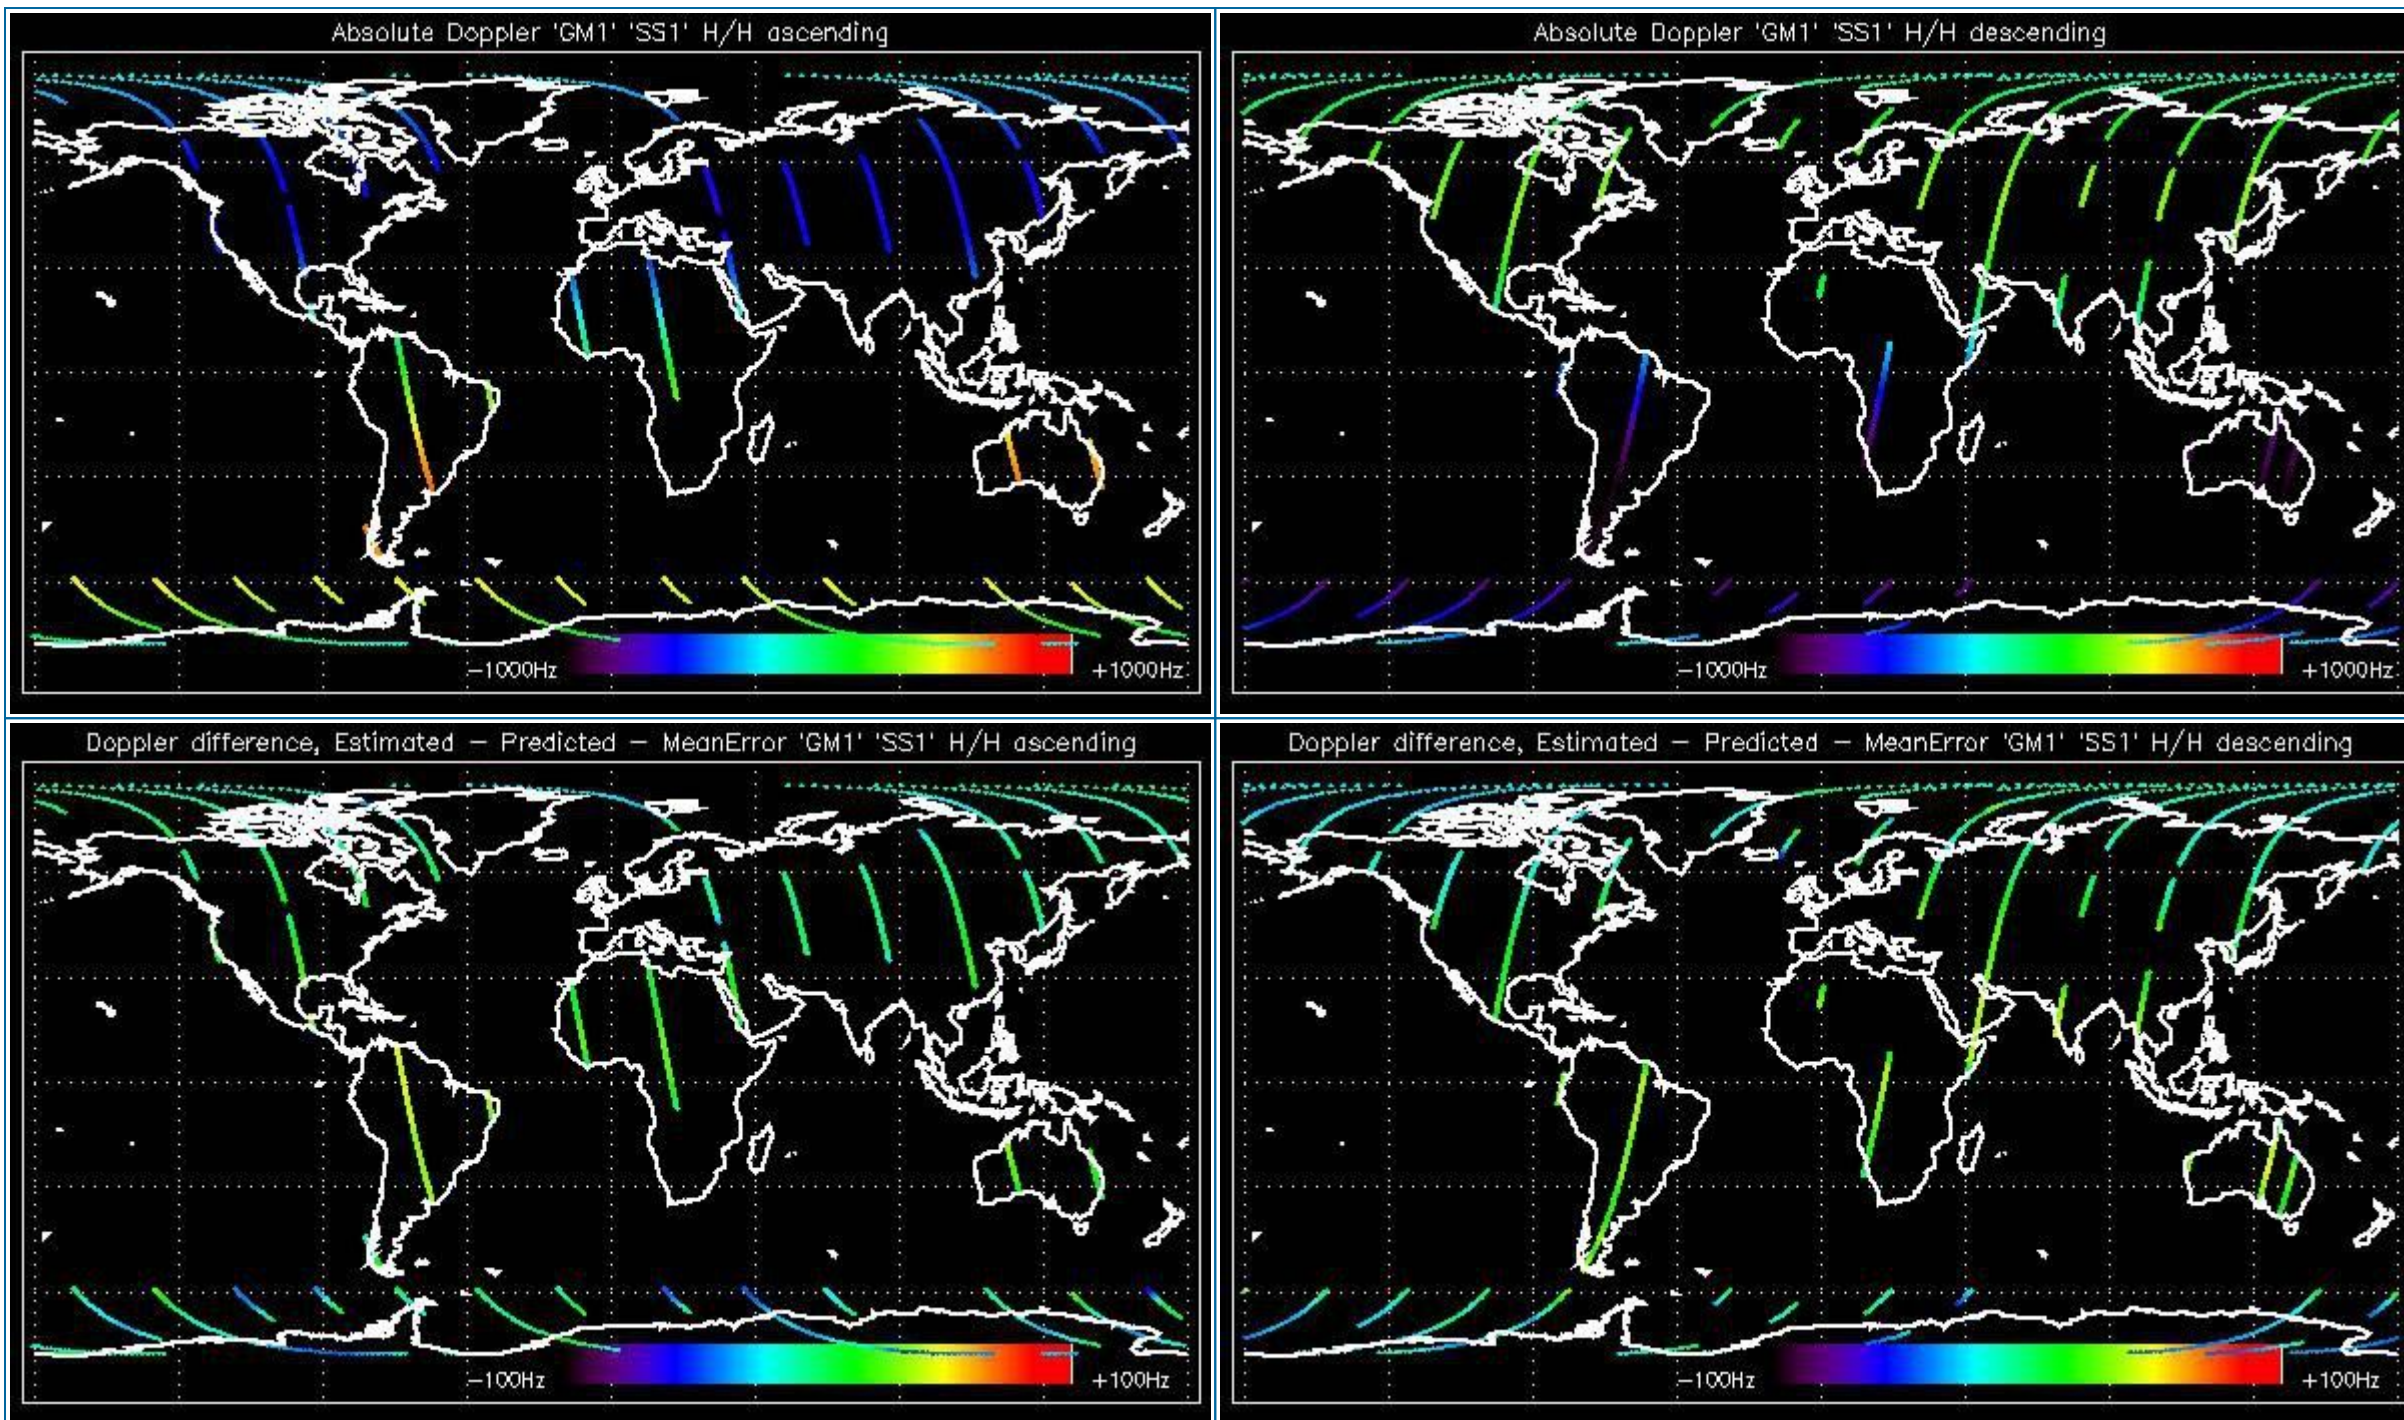 Absolute Doppler 'GM1' 'SS1' H/H ascending
-1000Hz
+1000Hz
Absolute Doppler 'GM1' 'SS1' H/H descending
-1000Hz
+1000Hz
Doppler difference, Estimated - Predicted - MeanError 'GM1' 'SS1' H/H ascending
-100Hz
+100Hz
Doppler difference, Estimated - Predicted - MeanError 'GM1' 'SS1' H/H descending
-100Hz
+100Hz